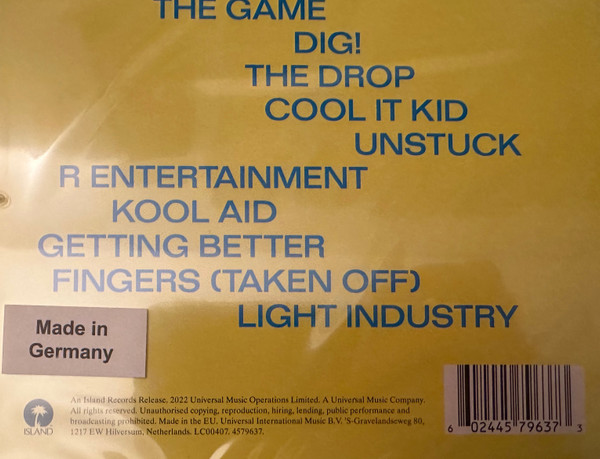 THE GAME
DIG!
THE DROP
COOL IT KID
UNSTUCK
R ENTERTAINMENT
KOOL AID
GETTING BETTER
FINGERS (TAKEN OFF)
LIGHT INDUSTRY
Made in
Germany
ISLAND
An Island Records Release. 2022 Universal Music Operations Limited. A Universal Music Company.
All rights reserved. Unauthorised copying, reproduction, hiring, lending, public performance and
broadcasting prohibited. Made in the EU. Universal International Music B.V. 'S-Gravelandseweg 80,
1217 EW Hilversum, Netherlands. LC00407. 4579637.
6 02445 79637 3